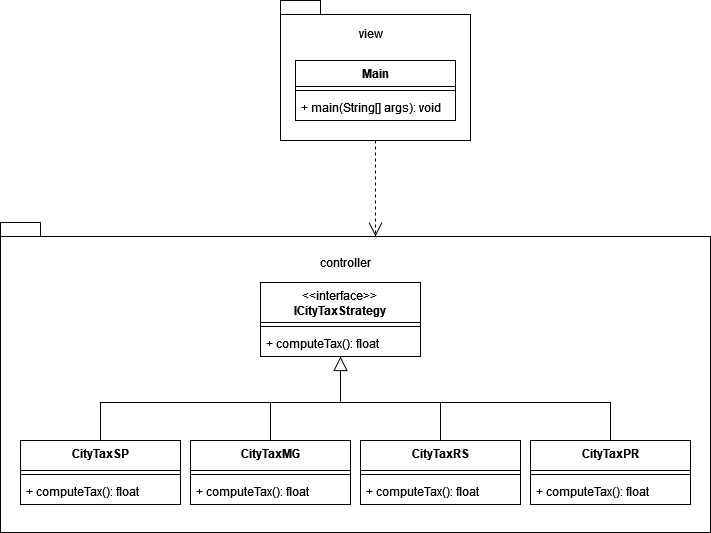 view
Main
+ main(String[] args): void
controller
<<interface>>
ICityTaxStrategy
+ computeTax(): float
CityTaxSP
+ computeTax(): float
CityTaxMG
+ computeTax(): float
CityTaxRS
+ computeTax(): float
CityTaxPR
+ computeTax(): float